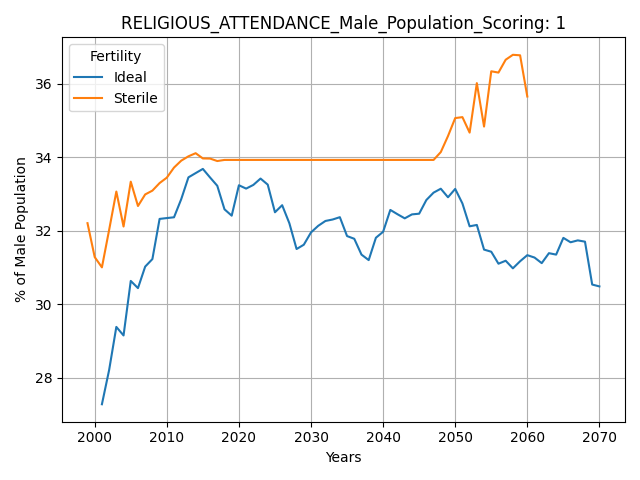 RELIGIOUS_ATTENDANCE_Male_Population_Scoring: 1
Fertility
Ideal
Sterile
% of Male Population
36
34
32
30
28
2000 2010 2020 2030 2040 2050 2060 2070
Years